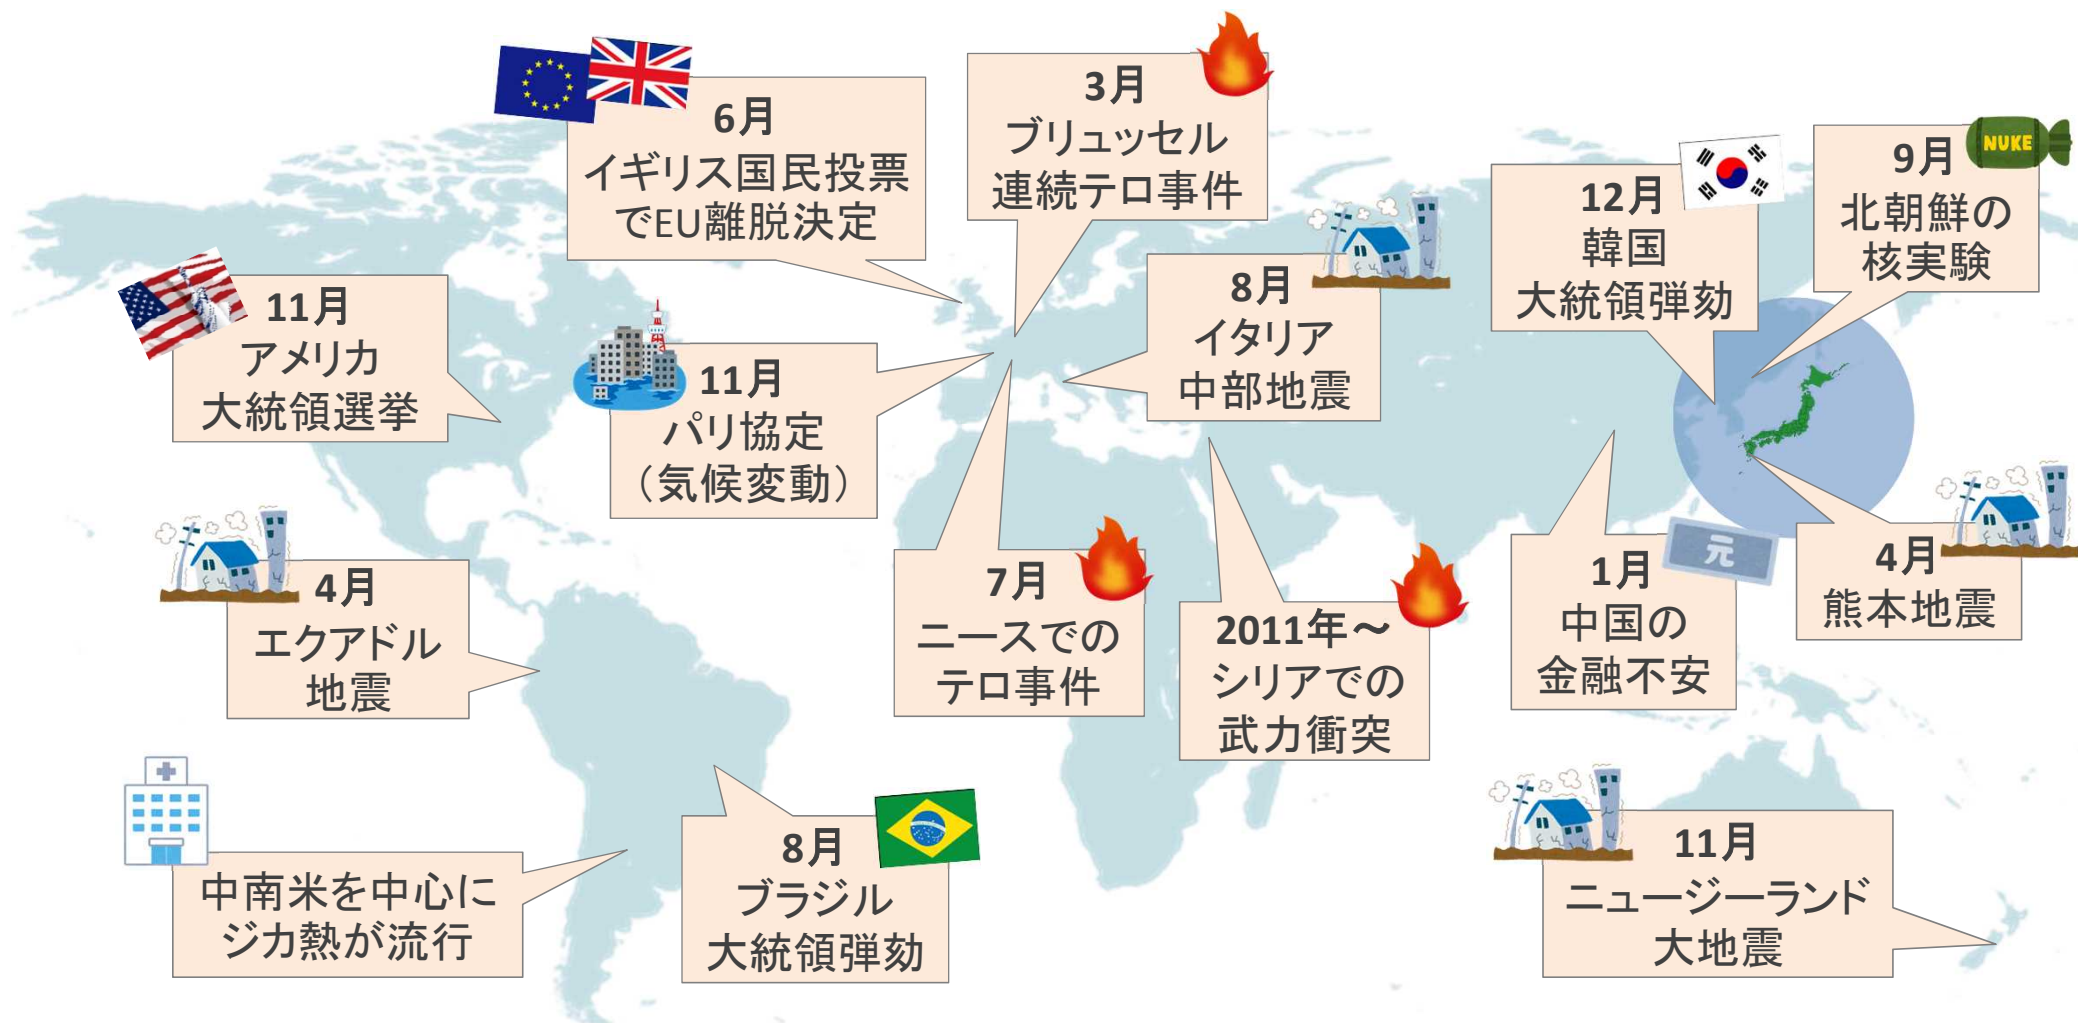 6月
イギリス国民投票
でEU離脱決定
3月
ブリュッセル
連続テロ事件
12月
韓国
大統領弾劾
9月
北朝鮮の
核実験
NUKE
11月
アメリカ
大統領選挙
11月
パリ協定
（気候変動）
8月
イタリア
中部地震
4月
エクアドル
地震
7月
ニースでの
テロ事件
2011年～
シリアでの
武力衝突
1月
中国の
金融不安
元
4月
熊本地震
中南米を中心に
ジカ熱が流行
8月
ブラジル
大統領弾劾
11月
ニュージーランド
大地震